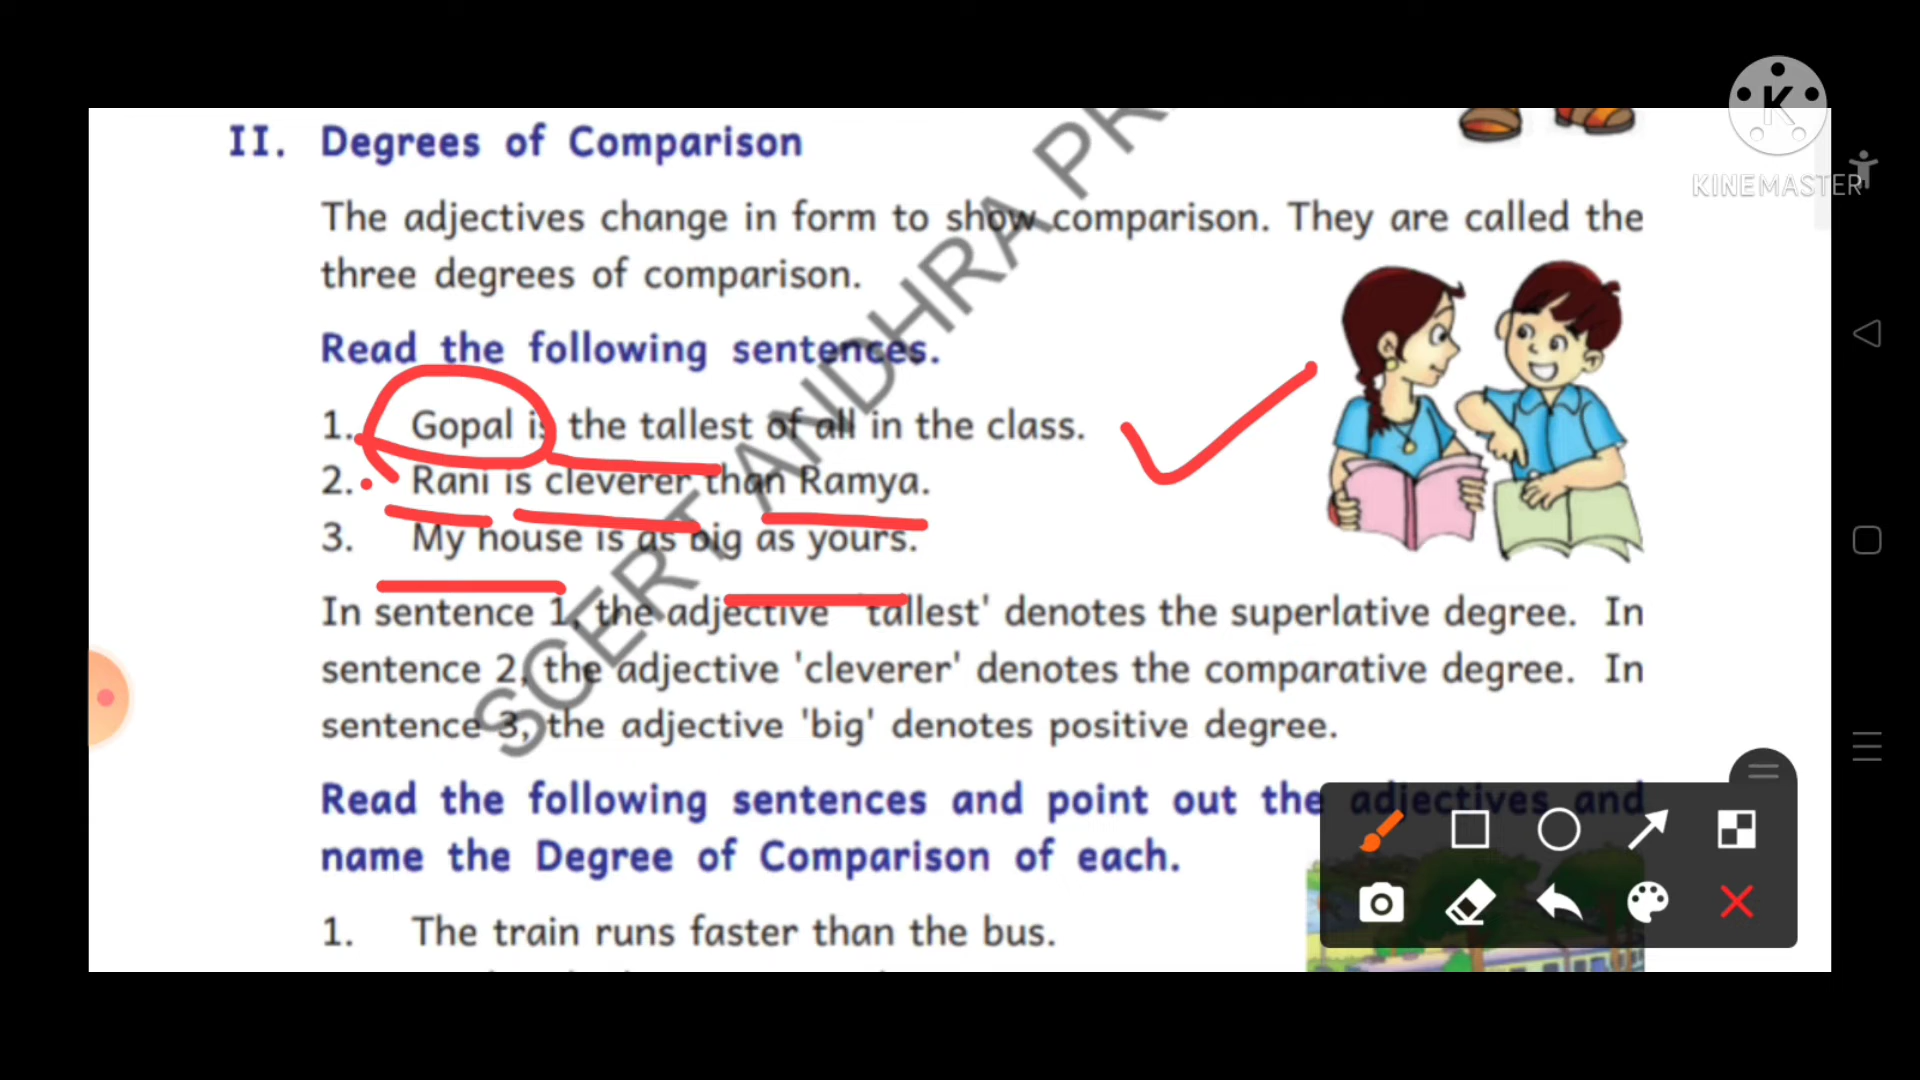 II. Degrees of Comparison
The adjectives change in form to show comparison. They are called the
three degrees of comparison.
Read the following sentences.
1. Gopal is the tallest of all in the class.
2. Rani is cleverer than Ramya.
3. My house is as big as yours.
In sentence 1, the adjective 'tallest' denotes the superlative degree. In
sentence 2, the adjective 'cleverer' denotes the comparative degree. In
sentence 3, the adjective 'big' denotes positive degree.
Read the following sentences and point out the adjectives and
name the Degree of Comparison of each.
1. The train runs faster than the bus.
SCERT ANDHRA PR
K
KINEMASTER